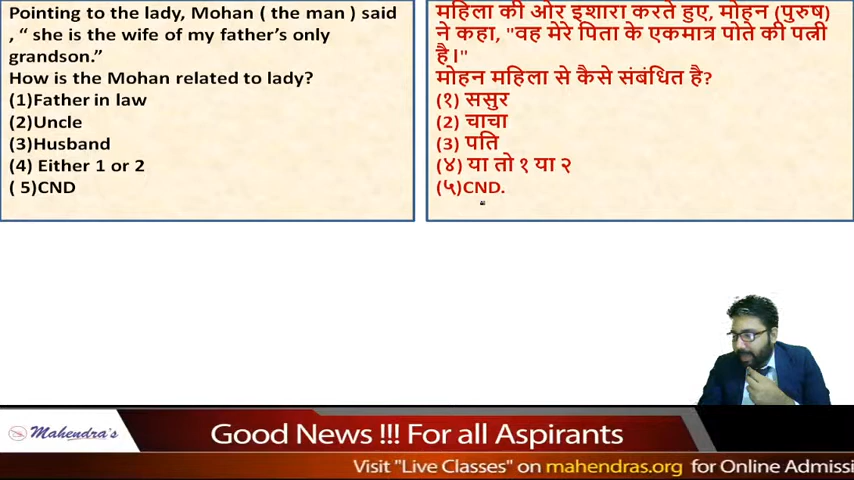 Pointing to the lady, Mohan ( the man ) said
, “ she is the wife of my father’s only
grandson.”
How is the Mohan related to lady?
(1)Father in law
(2)Uncle
(3)Husband
(4) Either 1 or 2
( 5)CND
महिला की ओर इशारा करते हुए, मोहन (पुरुष)
ने कहा, "वह मेरे पिता के एकमात्र पोते की पत्नी
है।"
मोहन महिला से कैसे संबंधित है?
(१) ससुर
(2) चाचा
(3) पति
(४) या तो १ या २
(५)CND.
Mahendra's
Good News !!! For all Aspirants
Visit "Live Classes" on mahendras.org for Online Admissi